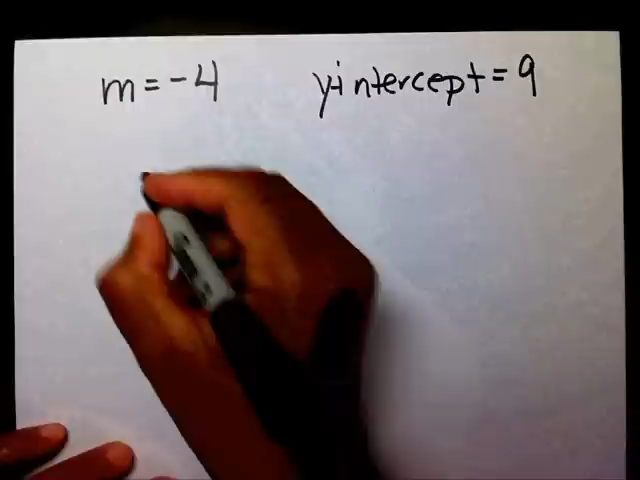 m = -4 y-intercept = 9